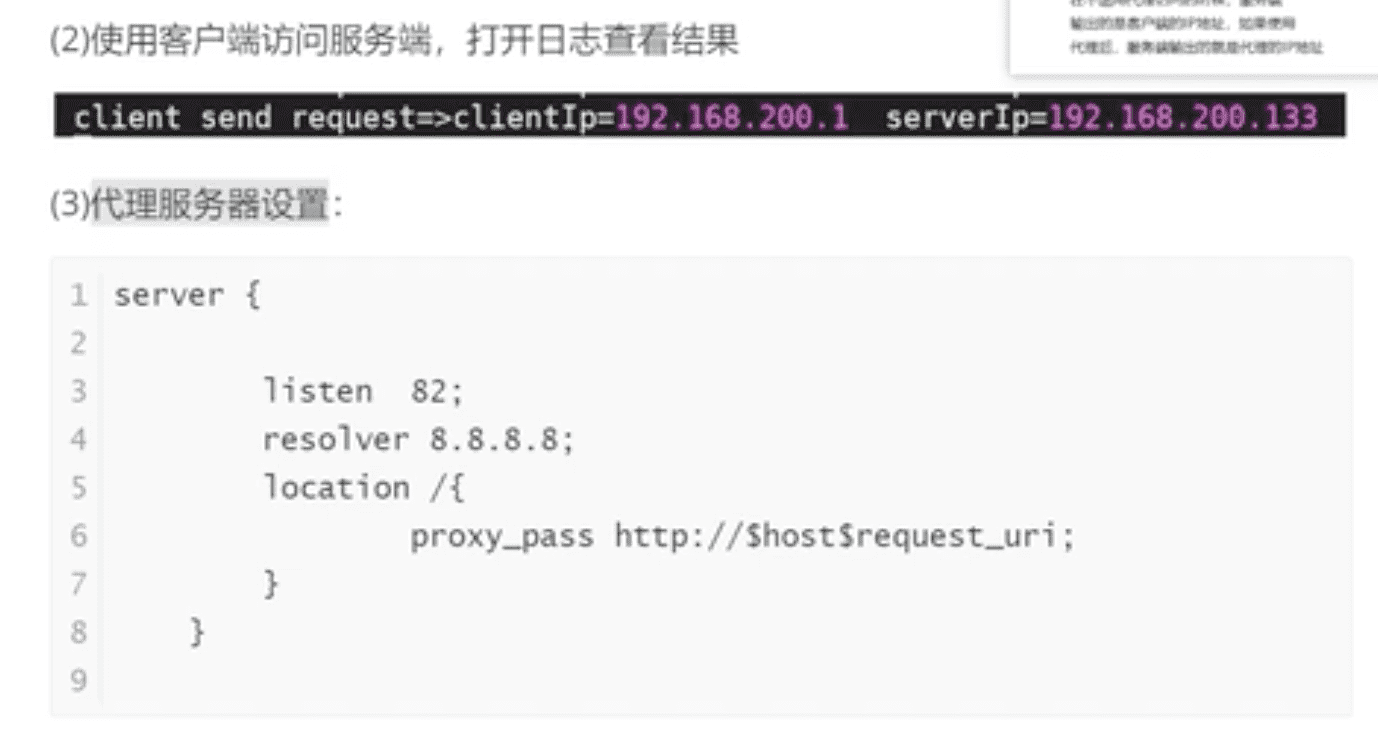 (2)使用客户端访问服务端，打开日志查看结果
输出的是客户端的IP地址，如果使用
代理后，服务端输出的就是代理的IP地址
client send request=>clientIp=192.168.200.1  serverIp=192.168.200.133
(3)代理服务器设置：
1 server {
2
3         listen  82;
4         resolver 8.8.8.8;
5         location /{
6                 proxy_pass http://$host$request_uri;
7         }
8     }
9